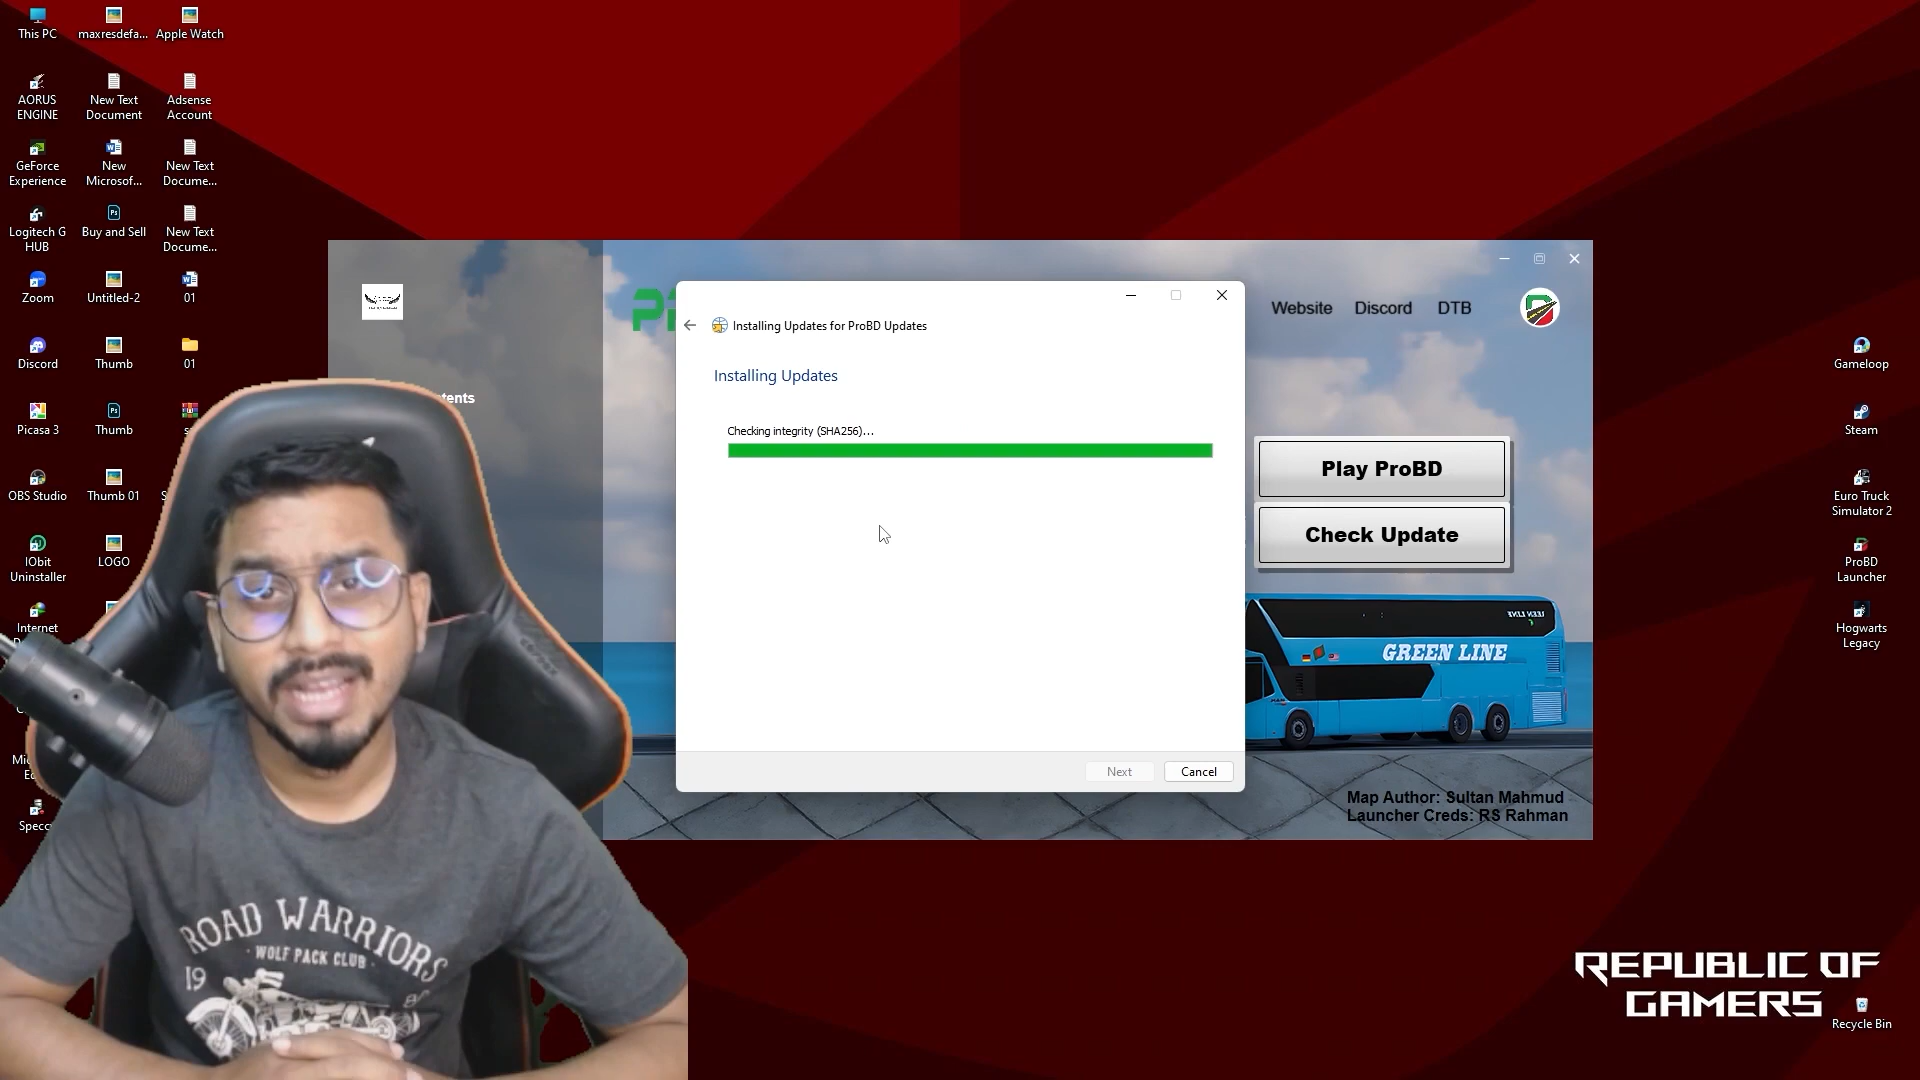 This PC
maxresdefa...
Apple Watch
AORUS
ENGINE
New Text
Document
Adsense
Account
GeForce
Experience
New
Microsof...
New Text
Docume...
Logitech G
HUB
Buy and Sell
New Text
Docume...
Zoom
Untitled-2
01
Discord
Thumb
01
Picasa 3
Thumb
OBS Studio
Thumb 01
IObit
Uninstaller
LOGO
Internet
Website
Discord
DTB
Installing Updates for ProBD Updates
Installing Updates
Checking integrity (SHA256)...
Next
Cancel
Play ProBD
Check Update
GREEN LINE
Map Author: Sultan Mahmud
Launcher Creds: RS Rahman
Gameloop
Steam
Euro Truck
Simulator 2
ProBD
Launcher
Hogwarts
Legacy
REPUBLIC OF
GAMERS
Recycle Bin
ROAD WARRIORS
WOLF PACK CLUB
19